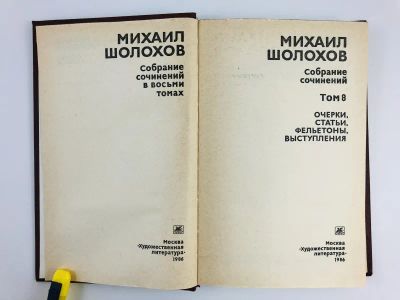 МИХАИЛ
ШОЛОХОВ
Собрание
сочинений
в восьми
томах
Москва
«Художественная
литература»
1986
МИХАИЛ
ШОЛОХОВ
Собрание
сочинений
Том 8
ОЧЕРКИ,
СТАТЬИ,
ФЕЛЬЕТОНЫ,
ВЫСТУПЛЕНИЯ
Москва
«Художественная
литература»
1986